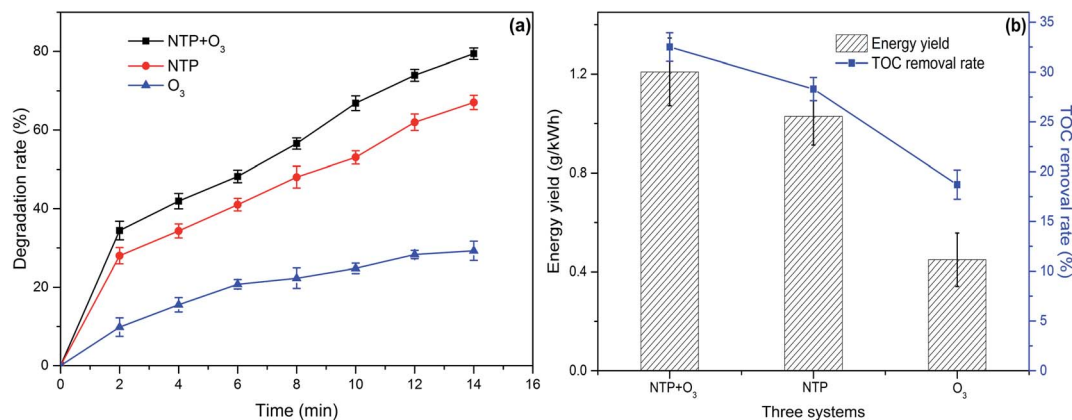 (a)
NTP+O₃
NTP
O₃
Degradation rate (%)
80
60
40
20
0
0 2 4 6 8 10 12 14 16
Time (min)
(b)
Energy yield
TOC removal rate
Energy yield (g/kWh)
1.2
0.8
0.4
0.0
35
30
25
20
15
10
5
0
TOC removal rate (%)
NTP+O₃ NTP O₃
Three systems